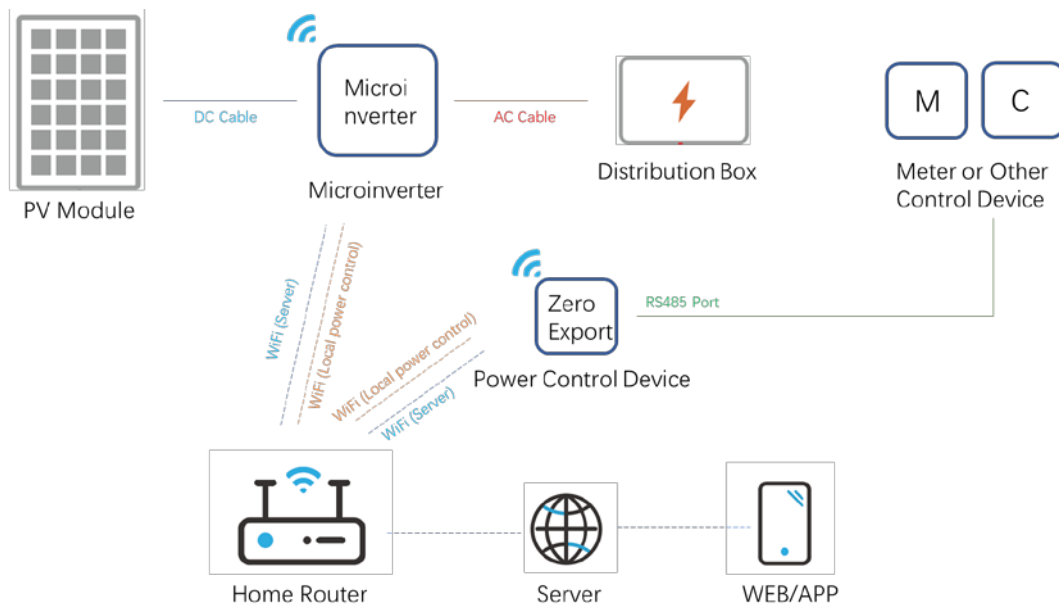 Microi
nverter
M
C
DC Cable
AC Cable
Distribution Box
Meter or Other
Control Device
Microinverter
PV Module
WiFi (Server)
WiFi (Local power control)
WiFi (Local power control)
WiFi (Server)
Zero
Export
RS485 Port
Power Control Device
Home Router
Server
WEB/APP